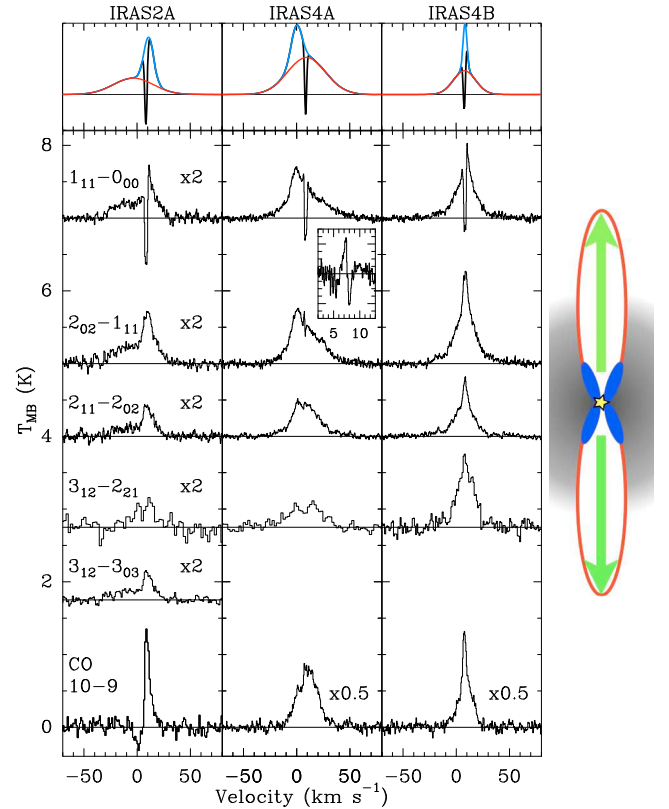 IRAS2A IRAS4A IRAS4B
8
1₁₁−0₀₀ x2
6
5 10
2₀₂−1₁₁ x2
T_MB (K)
2₁₁−2₀₂ x2
4
3₁₂−2₂₁ x2
3₁₂−3₀₃ x2
2
CO
10−9
x0.5 x0.5
0
−50 0 50 −50 0 50 −50 0 50
Velocity (km s⁻¹)